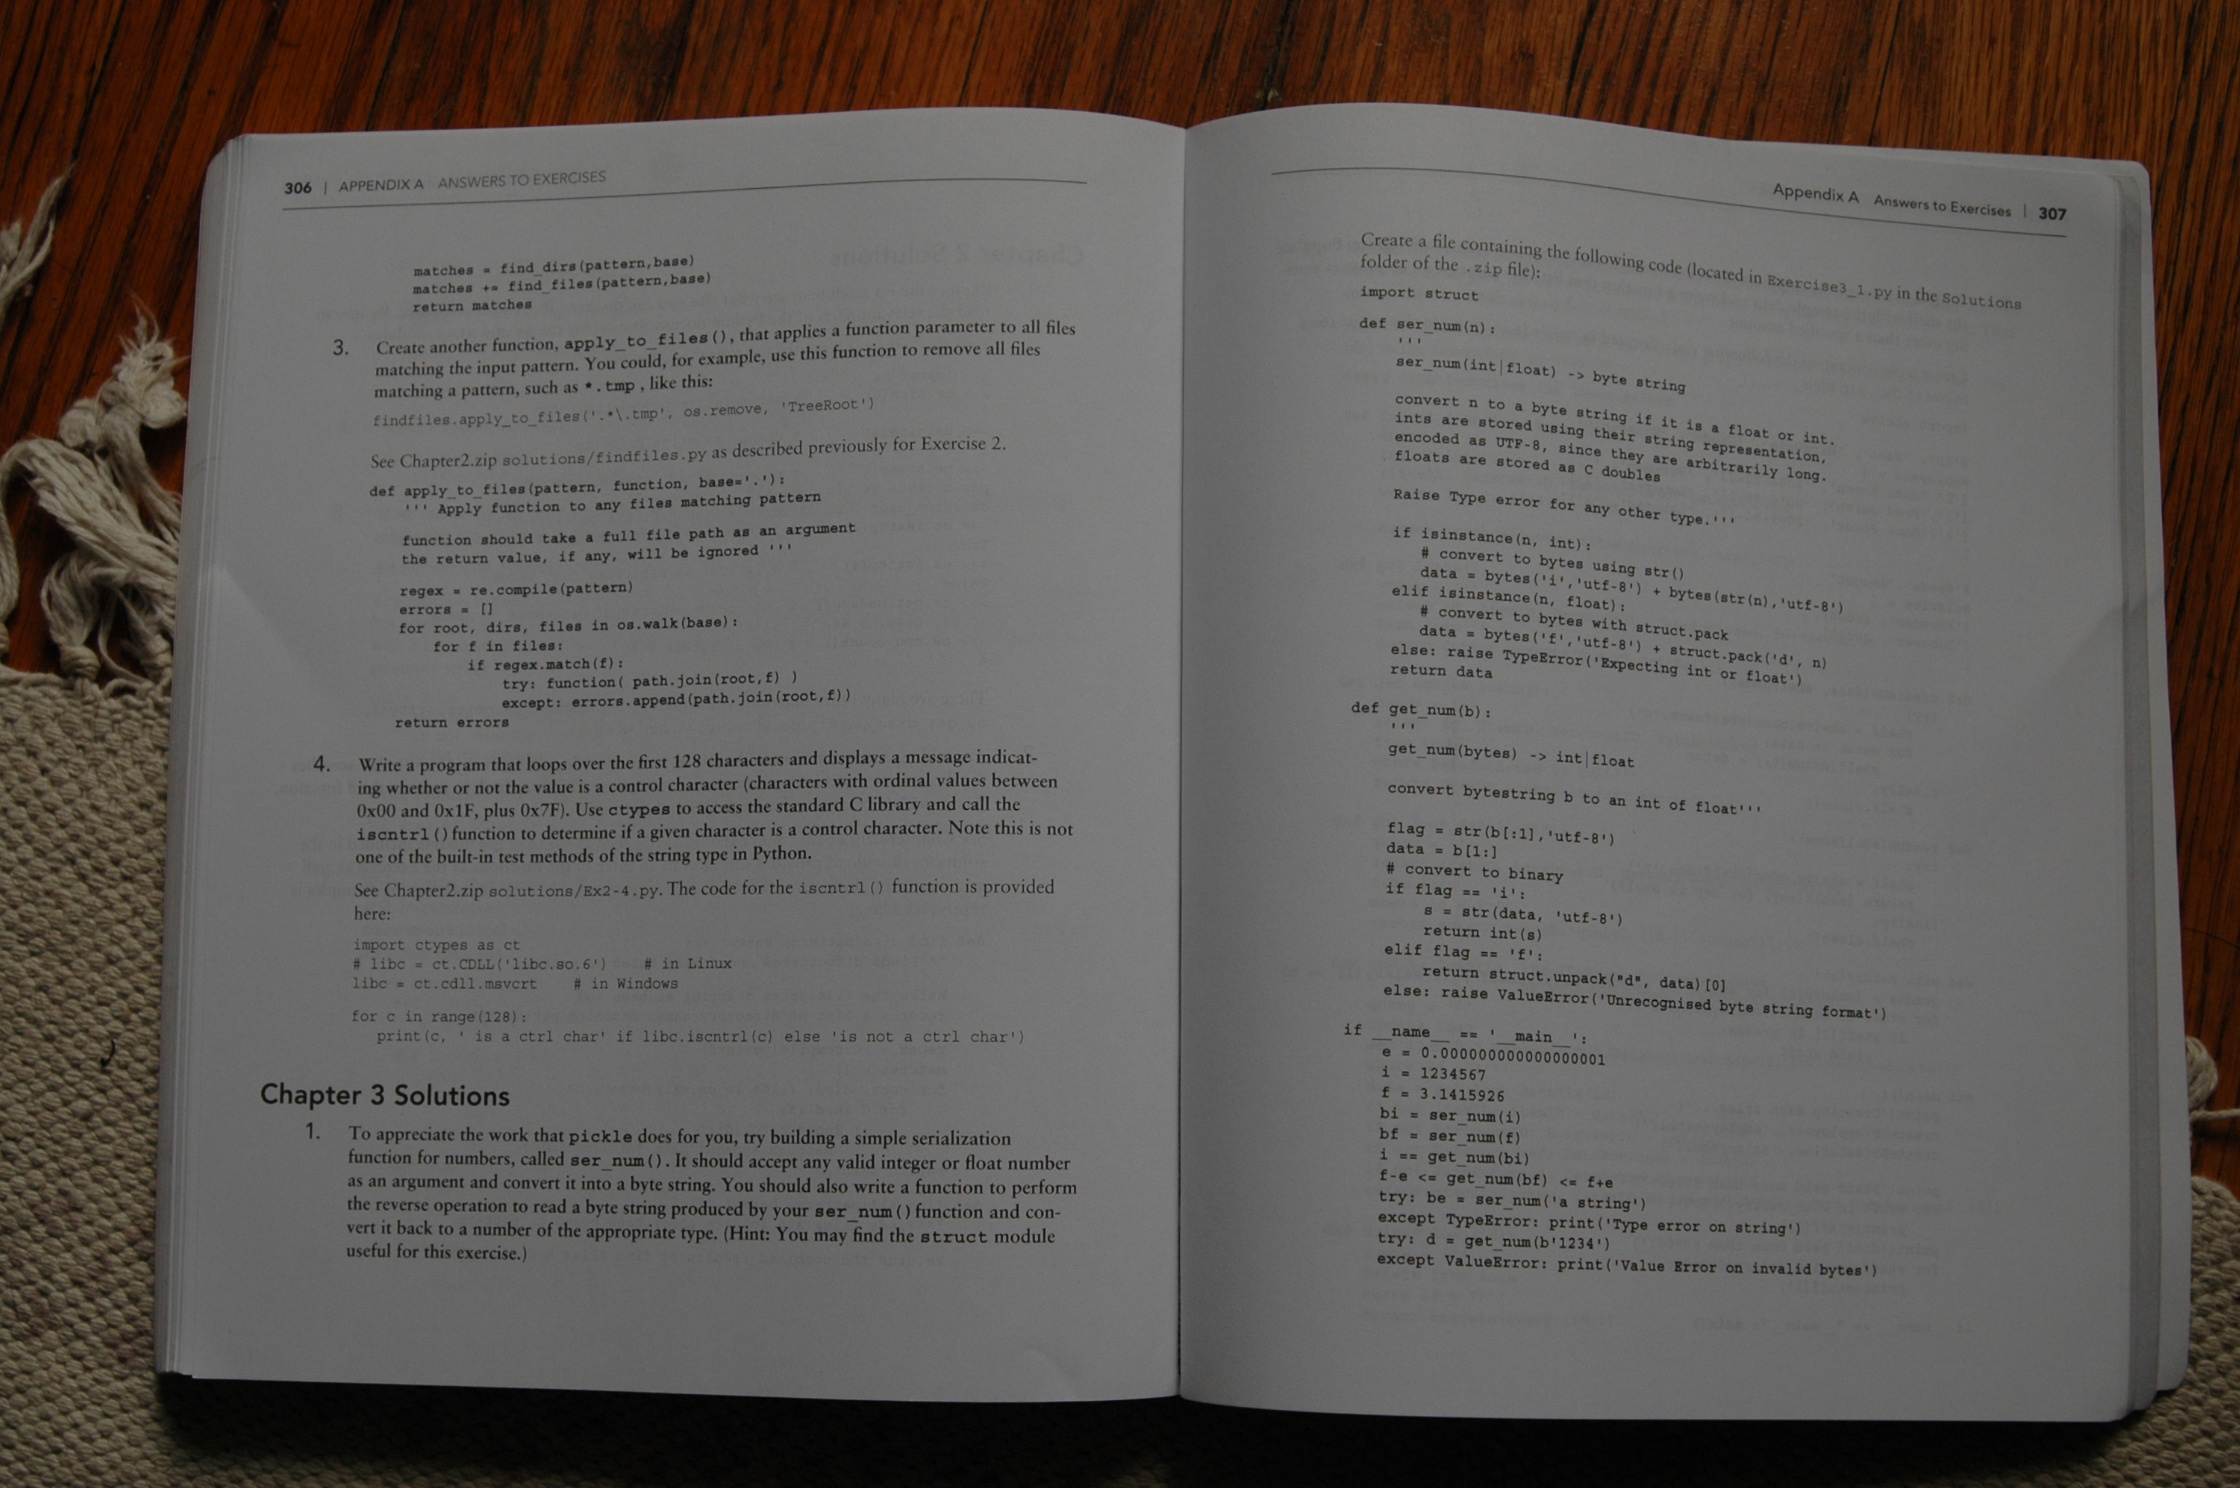 306 | APPENDIX A ANSWERS TO EXERCISES
matches = find_dirs(pattern,base)
matches += find_files(pattern,base)
return matches
3. Create another function, apply_to_files(), that applies a function parameter to all files
matching the input pattern. You could, for example, use this function to remove all files
matching a pattern, such as *.tmp, like this:
findfiles.apply_to_files('.*\.tmp', os.remove, 'TreeRoot')
See Chapter2.zip solutions/findfiles.py as described previously for Exercise 2.
def apply_to_files(pattern, function, base='.'):
''' Apply function to any files matching pattern
function should take a full file path as an argument
the return value, if any, will be ignored '''
regex = re.compile(pattern)
errors = []
for root, dirs, files in os.walk(base):
for f in files:
if regex.match(f):
try: function( path.join(root,f) )
except: errors.append(path.join(root,f))
return errors
4. Write a program that loops over the first 128 characters and displays a message indicat-
ing whether or not the value is a control character (characters with ordinal values between
0x00 and 0x1F, plus 0x7F). Use ctypes to access the standard C library and call the
iscntrl() function to determine if a given character is a control character. Note this is not
one of the built-in test methods of the string type in Python.
See Chapter2.zip solutions/Ex2-4.py. The code for the iscntrl() function is provided
here:
import ctypes as ct
# libc = ct.CDLL('libc.so.6') # in Linux
libc = ct.cdll.msvcrt # in Windows
for c in range(128):
print(c, ' is a ctrl char' if libc.iscntrl(c) else 'is not a ctrl char')
Chapter 3 Solutions
1. To appreciate the work that pickle does for you, try building a simple serialization
function for numbers, called ser_num(). It should accept any valid integer or float number
as an argument and convert it into a byte string. You should also write a function to perform
the reverse operation to read a byte string produced by your ser_num() function and con-
vert it back to a number of the appropriate type. (Hint: You may find the struct module
useful for this exercise.)
Appendix A Answers to Exercises | 307
Create a file containing the following code (located in Exercise3_1.py in the solutions
folder of the .zip file):
import struct
def ser_num(n):
'''
ser_num(int|float) -> byte string
convert n to a byte string if it is a float or int.
ints are stored using their string representation,
encoded as UTF-8, since they are arbitrarily long.
floats are stored as C doubles
Raise Type error for any other type.'''
if isinstance(n, int):
# convert to bytes using str()
data = bytes('i','utf-8') + bytes(str(n),'utf-8')
elif isinstance(n, float):
# convert to bytes with struct.pack
data = bytes('f','utf-8') + struct.pack('d', n)
else: raise TypeError('Expecting int or float')
return data
def get_num(b):
'''
get_num(bytes) -> int|float
convert bytestring b to an int of float'''
flag = str(b[:1],'utf-8')
data = b[1:]
# convert to binary
if flag == 'i':
s = str(data, 'utf-8')
return int(s)
elif flag == 'f':
return struct.unpack("d", data)[0]
else: raise ValueError('Unrecognised byte string format')
if __name__ == '__main__':
e = 0.00000000000000001
i = 1234567
f = 3.1415926
bi = ser_num(i)
bf = ser_num(f)
i == get_num(bi)
f-e <= get_num(bf) <= f+e
try: be = ser_num('a string')
except TypeError: print('Type error on string')
try: d = get_num(b'1234')
except ValueError: print('Value Error on invalid bytes')